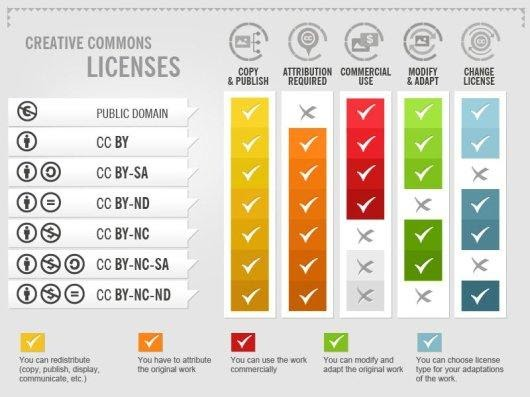 CREATIVE COMMONS
LICENSES
COPY
& PUBLISH
ATTRIBUTION
REQUIRED
COMMERCIAL
USE
MODIFY
& ADAPT
CHANGE
LICENSE
PUBLIC DOMAIN
CC BY
CC BY-SA
CC BY-ND
CC BY-NC
CC BY-NC-SA
CC BY-NC-ND
You can redistribute
(copy, publish, display,
communicate, etc.)
You have to attribute
the original work
You can use the work
commercially
You can modify and
adapt the original work
You can choose license
type for your adaptations
of the work.